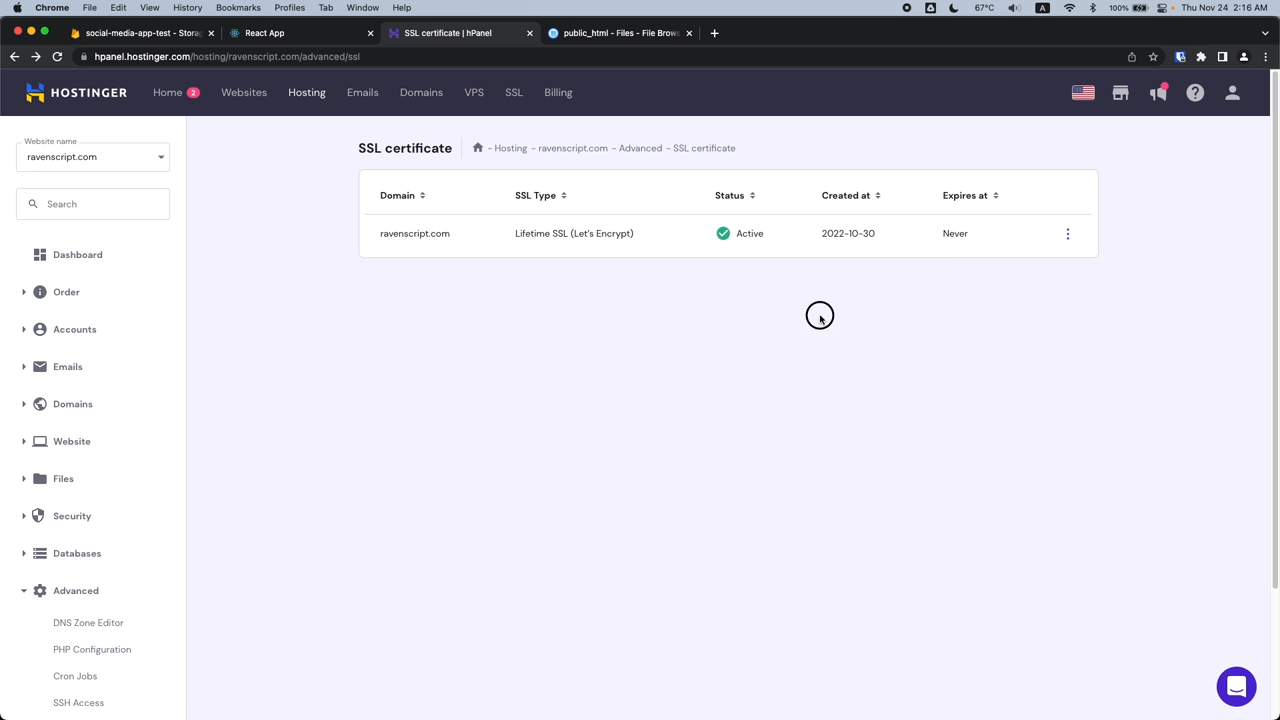 Chrome File Edit View History Bookmarks Profiles Tab Window Help 67°C A 100% Thu Nov 24 2:16 AM
social-media-app-test - Storag React App SSL certificate | hPanel public_html - Files - File Brows
hpanel.hostinger.com/hosting/ravenscript.com/advanced/ssl
HOSTINGER Home 2 Websites Hosting Emails Domains VPS SSL Billing
Website name
ravenscript.com
Search
Dashboard
Order
Accounts
Emails
Domains
Website
Files
Security
Databases
Advanced
DNS Zone Editor
PHP Configuration
Cron Jobs
SSH Access
SSL certificate - Hosting - ravenscript.com - Advanced - SSL certificate
Domain SSL Type Status Created at Expires at
ravenscript.com Lifetime SSL (Let's Encrypt) Active 2022-10-30 Never